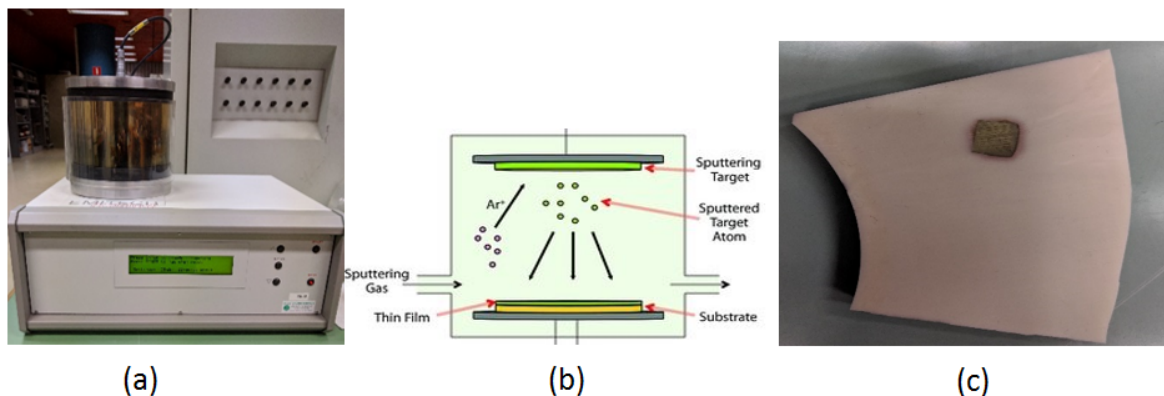 Ar⁺
Sputtering
Target
Sputtered
Target
Atom
Sputtering
Gas
Thin Film
Substrate
(a)
(b)
(c)